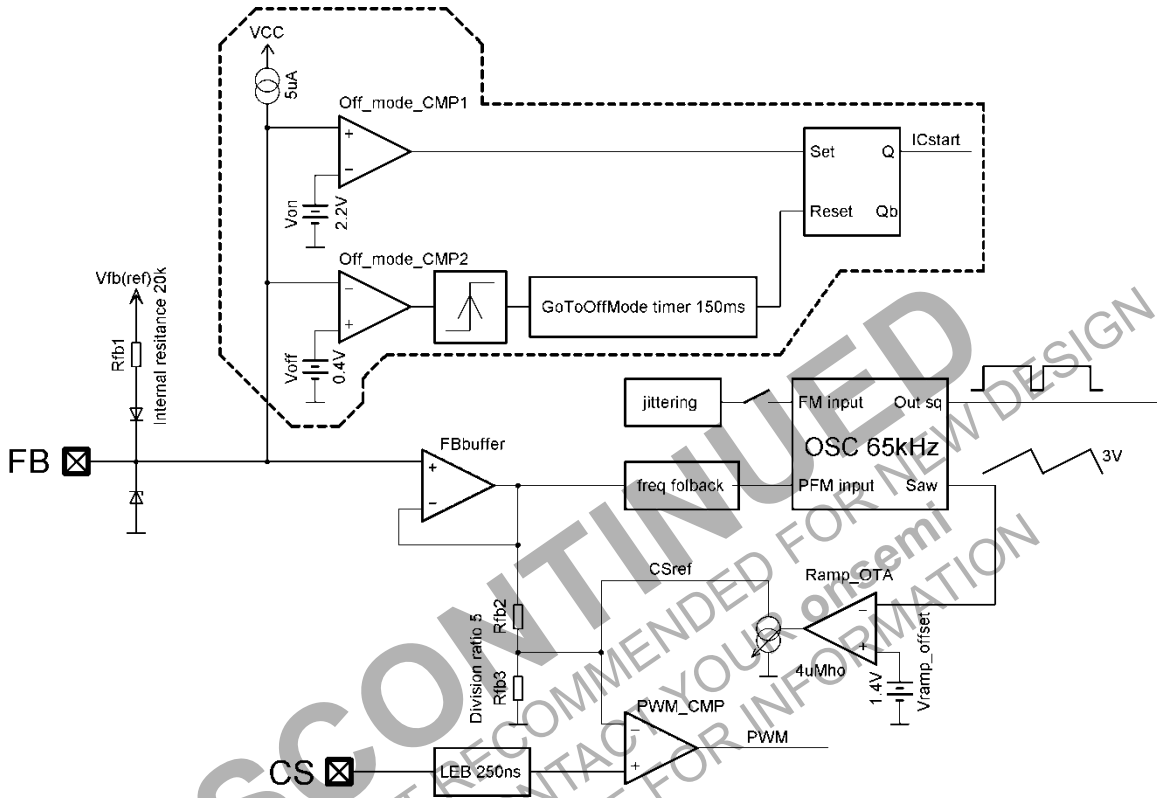 VCC
5uA
Off_mode_CMP1
Set
Q
ICstart
Von
2.2V
Reset
Qb
Off_mode_CMP2
GoToOffMode timer 150ms
Voff
0.4V
Vfb(ref)
Rfb1
Internal resitance 20k
jittering
FM input
Out sq
OSC 65kHz
FB
FBbuffer
freq folback
PFM input
Saw
3V
CSref
Ramp_OTA
Division ratio 5
Rfb2
Rfb3
4uMho
1.4V
Vramp_offset
PWM_CMP
PWM
CS
LEB 250ns
SCONTINUED
RECOMMENDED FOR NEW DESIGN
CONTACT YOUR onsemi
FOR INFORMATION